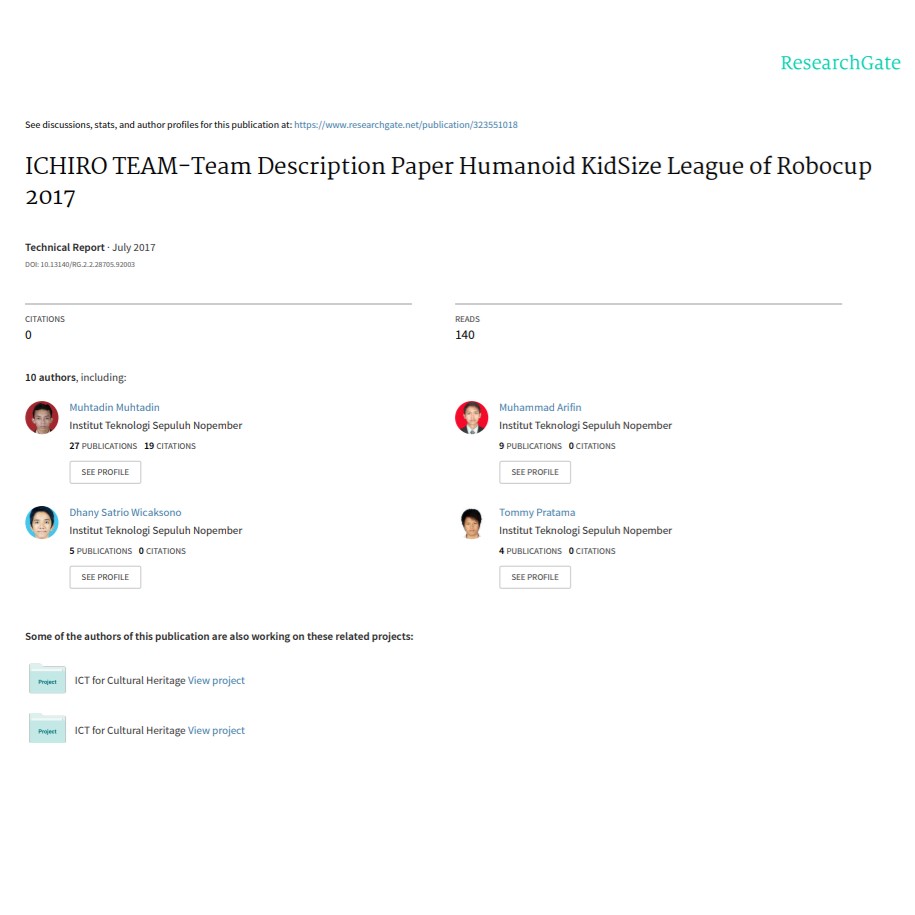 ResearchGate
See discussions, stats, and author profiles for this publication at: https://www.researchgate.net/publication/323551018
ICHIRO TEAM-Team Description Paper Humanoid KidSize League of Robocup
2017
Technical Report · July 2017
DOI: 10.13140/RG.2.2.28705.92003
CITATIONS
0
READS
140
10 authors, including:
Muhtadin Muhtadin
Institut Teknologi Sepuluh Nopember
27 PUBLICATIONS 19 CITATIONS
SEE PROFILE
Muhammad Arifin
Institut Teknologi Sepuluh Nopember
9 PUBLICATIONS 0 CITATIONS
SEE PROFILE
Dhany Satrio Wicaksono
Institut Teknologi Sepuluh Nopember
5 PUBLICATIONS 0 CITATIONS
SEE PROFILE
Tommy Pratama
Institut Teknologi Sepuluh Nopember
4 PUBLICATIONS 0 CITATIONS
SEE PROFILE
Some of the authors of this publication are also working on these related projects:
Project
ICT for Cultural Heritage View project
Project
ICT for Cultural Heritage View project